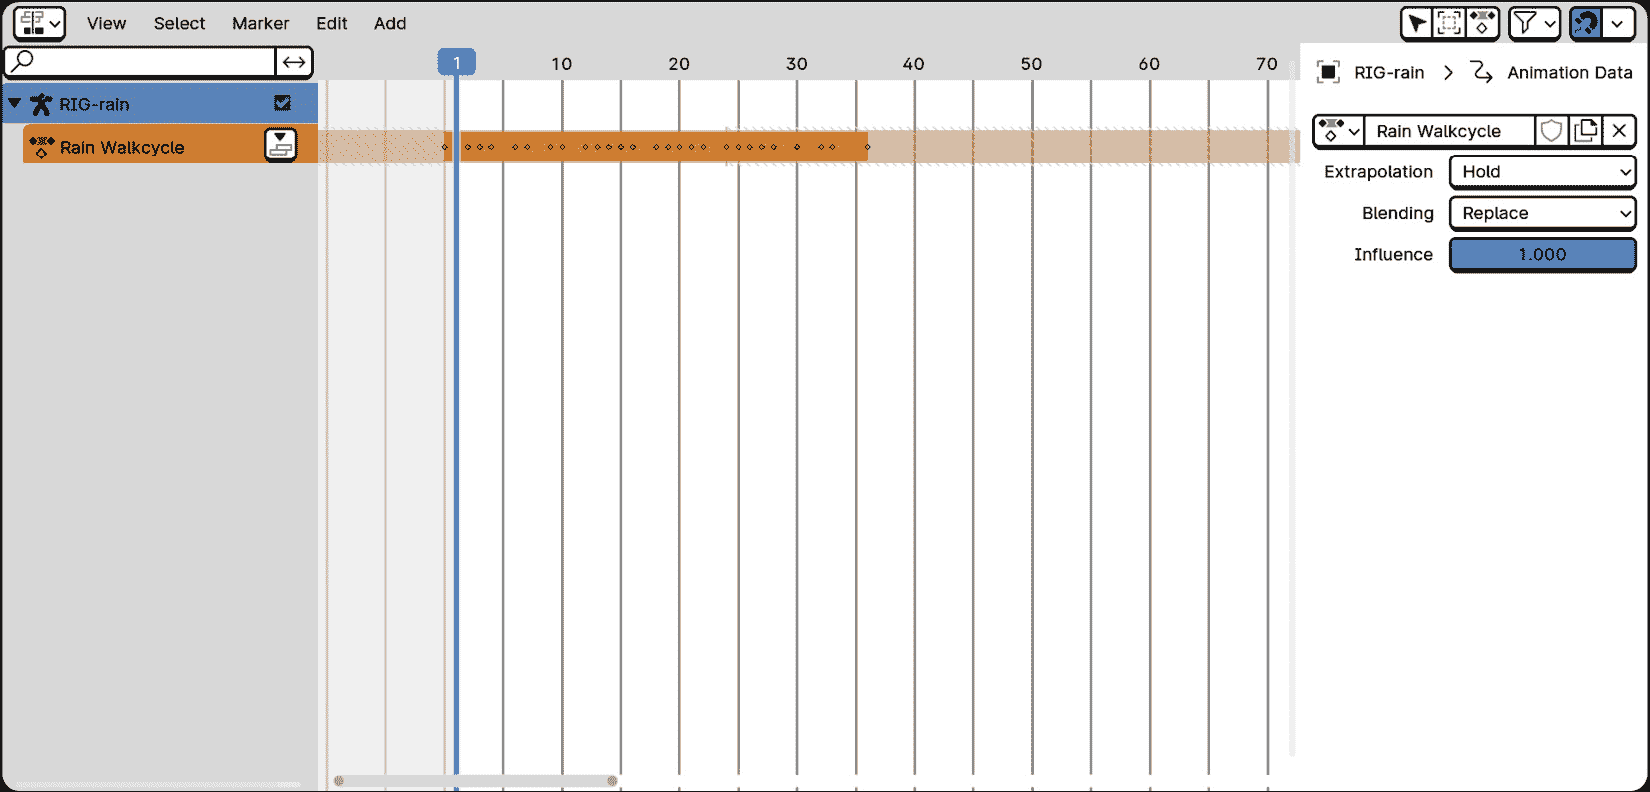 View Select Marker Edit Add
1 10 20 30 40 50 60 70
RIG-rain Animation Data
RIG-rain
Rain Walkcycle
Rain Walkcycle
Extrapolation Hold
Blending Replace
Influence 1.000